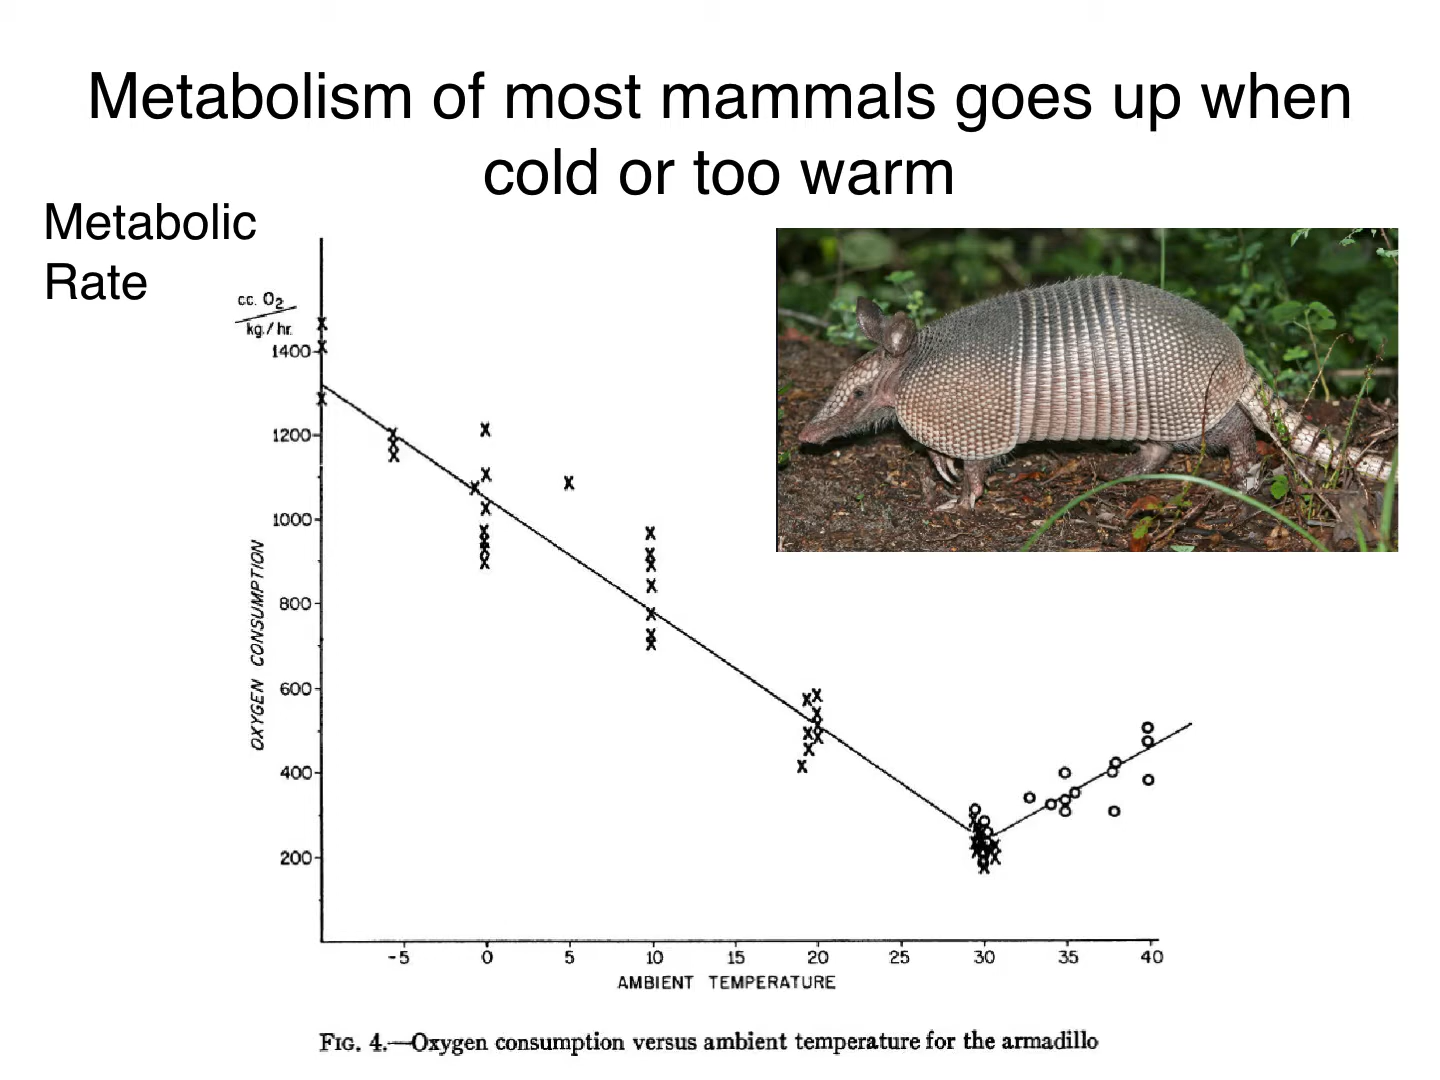 Metabolism of most mammals goes up when
cold or too warm
Metabolic
Rate
cc. O2
kg./hr.
1400
1200
1000
800
600
400
200
OXYGEN CONSUMPTION
-5 0 5 10 15 20 25 30 35 40
AMBIENT TEMPERATURE
FIG. 4.—Oxygen consumption versus ambient temperature for the armadillo